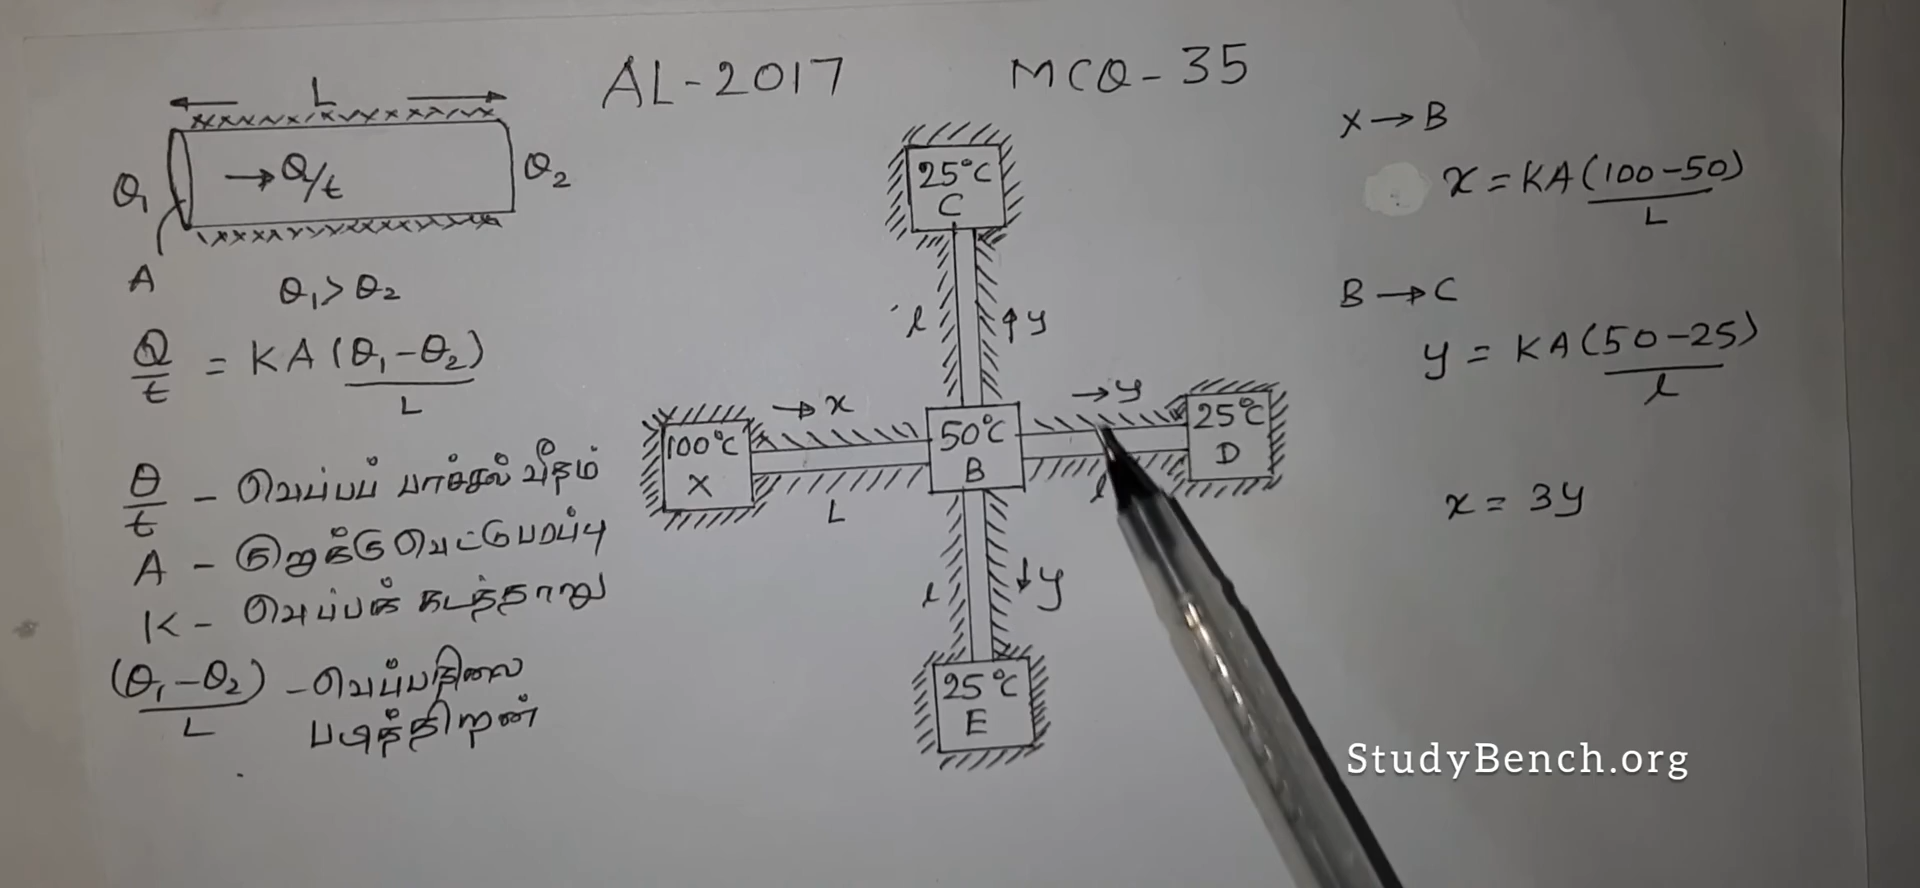 AL-2017 MCQ-35
L
θ₁ →Q/t θ₂
A
θ₁>θ₂
Q/t = KA(θ₁-θ₂)/L
θ/t - வெப்பப் பாச்சல் வீதம்
A - குறுக்கு வெட்டுபரப்பு
K - வெப்பக் கடத்தாறு
(θ₁-θ₂)/L - வெப்பநிலை
படித்திறன்
25°C
C
l ↑y
→x →y
100°C
X
50°C
B
25°C
D
L l
l ↓y
25°C
E
X→B
x = KA(100-50)/L
B→C
y = KA(50-25)/l
x = 3y
StudyBench.org